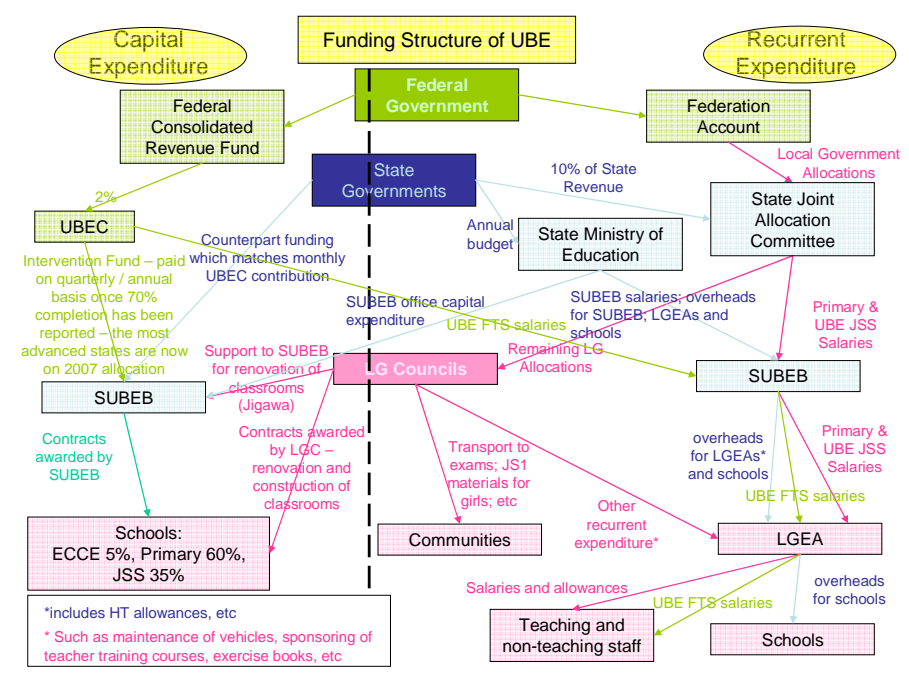 Capital
Expenditure
Funding Structure of UBE
Recurrent
Expenditure
Federal
Government
Federal
Consolidated
Revenue Fund
Federation
Account
Local Government
Allocations
State
Governments
10% of State
Revenue
2%
State Joint
Allocation
Committee
UBEC
Annual
budget
State Ministry of
Education
Counterpart funding
which matches monthly
UBEC contribution
Intervention Fund – paid
on quarterly / annual
basis once 70%
completion has been
reported – the most
advanced states are now
on 2007 allocation
SUBEB office capital
expenditure
UBE FTS salaries
SUBEB salaries; overheads
for SUBEB; LGEAs and
schools
Primary &
UBE JSS
Salaries
Support to SUBEB
for renovation of
classrooms
(Jigawa)
LG Councils
Remaining LG
Allocations
SUBEB
SUBEB
Contracts
awarded by
SUBEB
Contracts awarded
by LGC –
renovation and
construction of
classrooms
Transport to
exams; JS1
materials for
girls; etc
overheads
for LGEAs*
and schools
Primary &
UBE JSS
Salaries
UBE FTS salaries
Other
recurrent
expenditure*
Schools:
ECCE 5%, Primary 60%,
JSS 35%
Communities
LGEA
Salaries and allowances
UBE FTS salaries
overheads
for schools
*includes HT allowances, etc
* Such as maintenance of vehicles, sponsoring of
teacher training courses, exercise books, etc
Teaching and
non-teaching staff
Schools